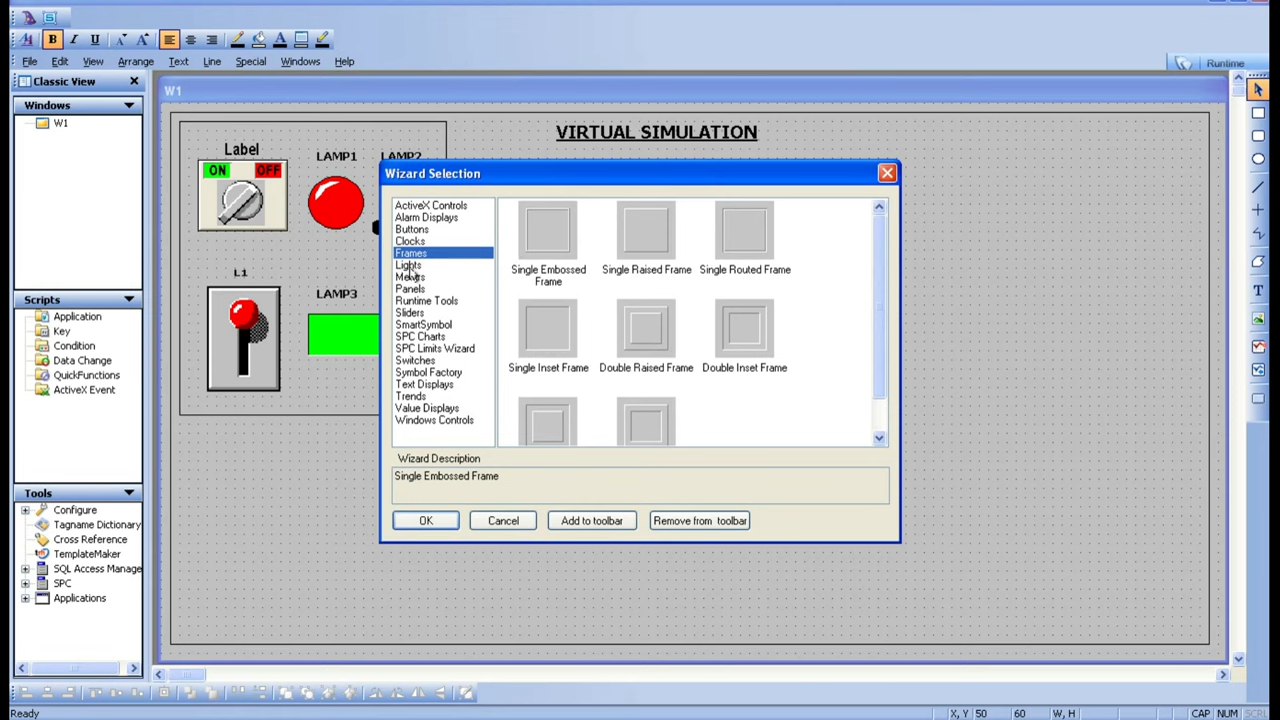 B I U
File Edit View Arrange Text Line Special Windows Help
Runtime
Classic View
Windows
W1
Scripts
Application
Key
Condition
Data Change
QuickFunctions
ActiveX Event
Tools
Configure
Tagname Dictionary
Cross Reference
TemplateMaker
SQL Access Manage
SPC
Applications
W1
VIRTUAL SIMULATION
Label
ON OFF
LAMP1
LAMP2
L1
LAMP3
Wizard Selection
ActiveX Controls
Alarm Displays
Buttons
Clocks
Frames
Lights
Meters
Panels
Runtime Tools
Sliders
SmartSymbol
SPC Charts
SPC Limits Wizard
Switches
Symbol Factory
Text Displays
Trends
Value Displays
Windows Controls
Single Embossed Frame
Single Raised Frame
Single Routed Frame
Single Inset Frame
Double Raised Frame
Double Inset Frame
Wizard Description
Single Embossed Frame
OK
Cancel
Add to toolbar
Remove from toolbar
Ready
X, Y 50 60 W, H CAP NUM SCRL